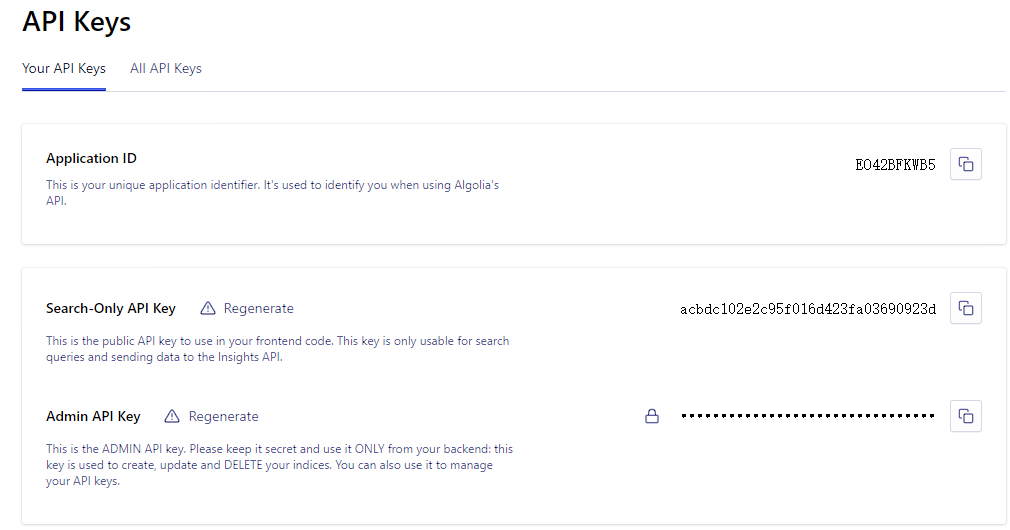 API Keys
Your API Keys
All API Keys
Application ID
This is your unique application identifier. It's used to identify you when using Algolia's
API.
EO42BFKWB5
Search-Only API Key
Regenerate
acbdc102e2c95f016d423fa03690923d
This is the public API key to use in your frontend code. This key is only usable for search
queries and sending data to the Insights API.
Admin API Key
Regenerate
••••••••••••••••••••••••••••••••
This is the ADMIN API key. Please keep it secret and use it ONLY from your backend: this
key is used to create, update and DELETE your indices. You can also use it to manage
your API keys.